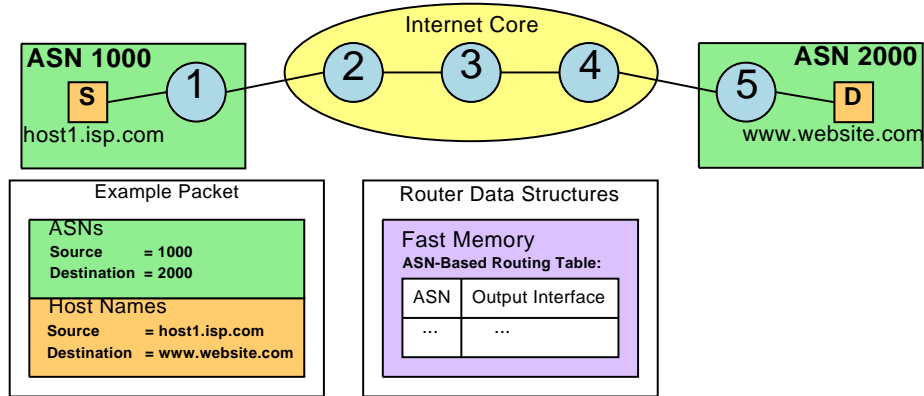 Internet Core
ASN 1000
1
2
3
4
5
ASN 2000
S
D
host1.isp.com
www.website.com
Example Packet
ASNs
Source = 1000
Destination = 2000
Host Names
Source = host1.isp.com
Destination = www.website.com
Router Data Structures
Fast Memory
ASN-Based Routing Table:
ASN Output Interface
... ...